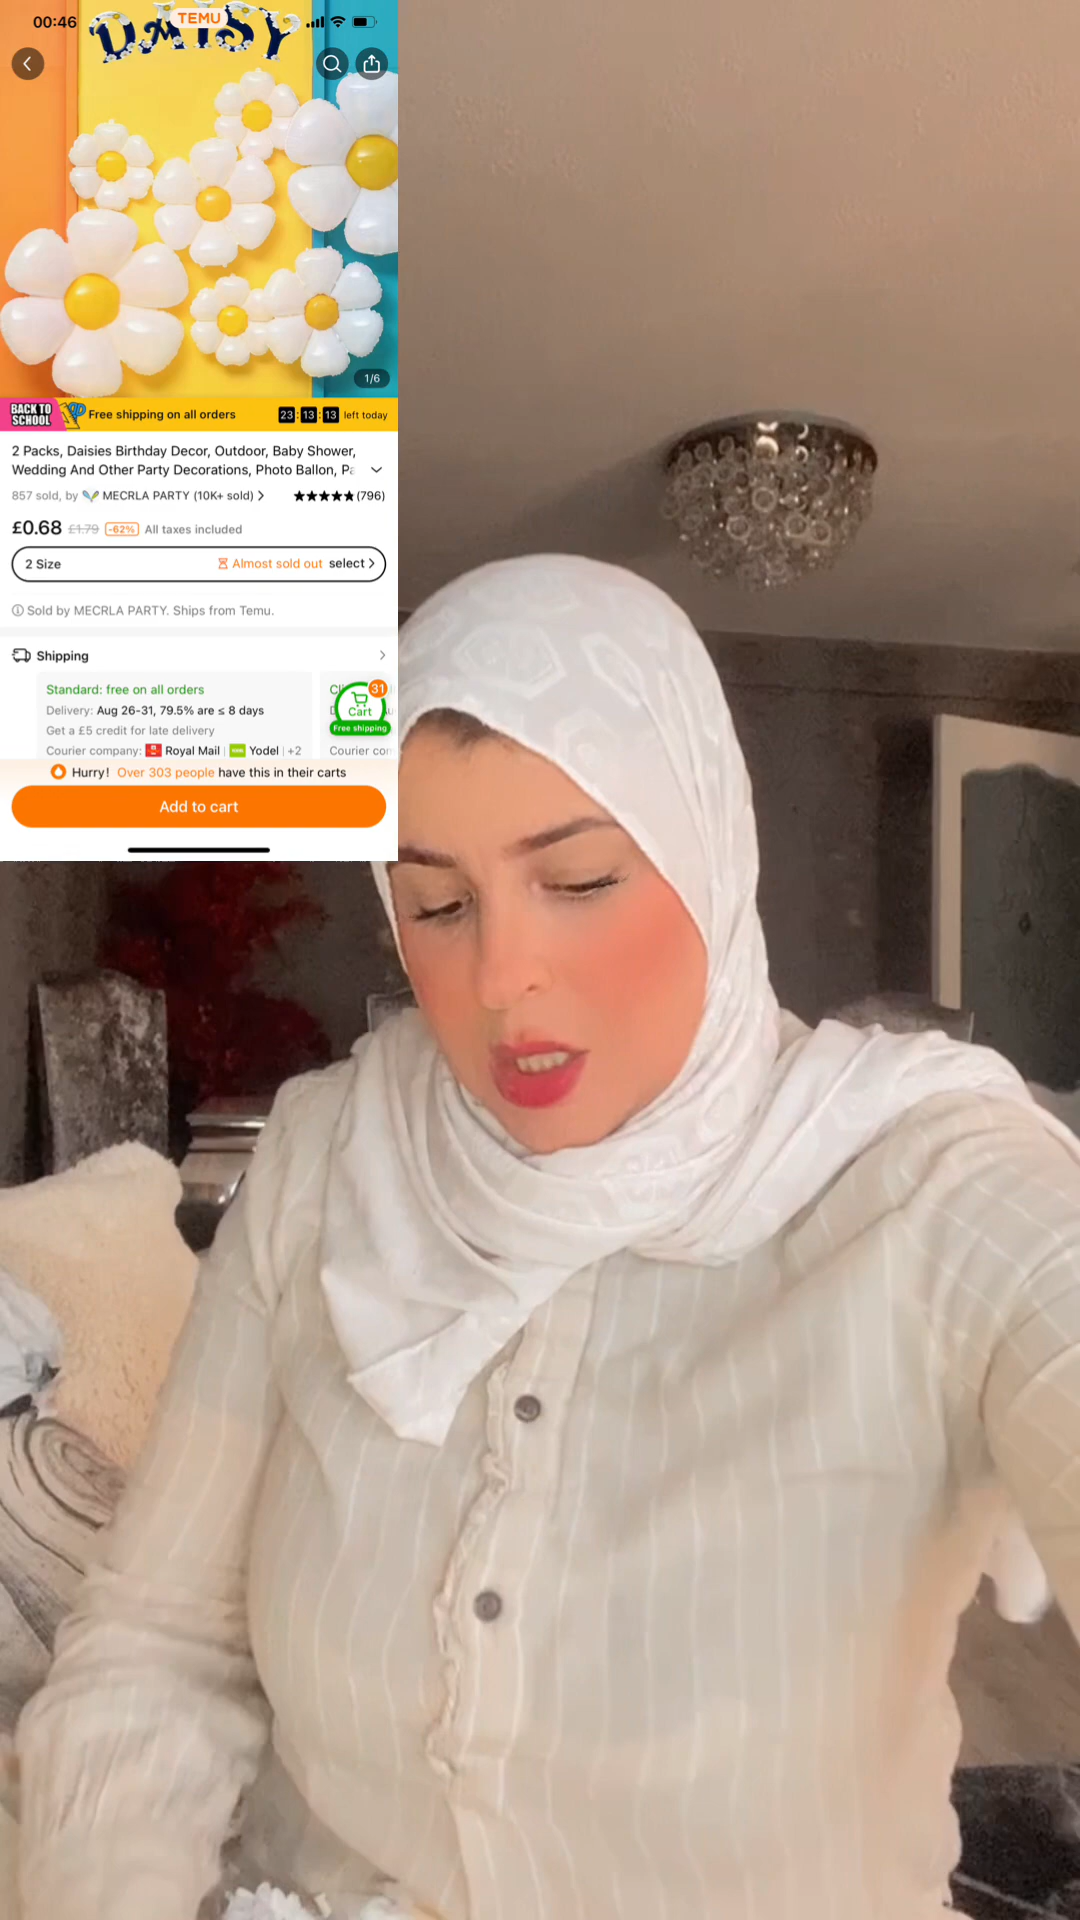 00:46
TEMU
DAISY
1/6
BACK TO SCHOOL
Free shipping on all orders
23:13:13 left today
2 Packs, Daisies Birthday Decor, Outdoor, Baby Shower,
Wedding And Other Party Decorations, Photo Ballon,
857 sold, by MECRLA PARTY (10K+ sold) (796)
£0.68 £1.79 -62% All taxes included
2 Size Almost sold out select
Sold by MECRLA PARTY. Ships from Temu.
Shipping
Standard: free on all orders
Delivery: Aug 26-31, 79.5% are ≤ 8 days
Get a £5 credit for late delivery
Courier company: Royal Mail | Yodel | +2
Courier
31
Cart
Free shipping
Hurry! Over 303 people have this in their carts
Add to cart